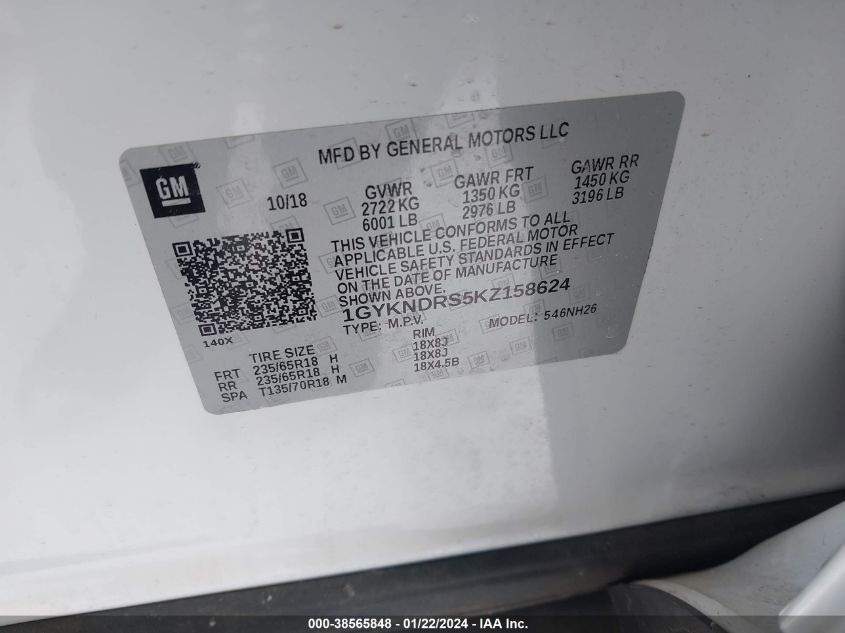 MFD BY GENERAL MOTORS LLC
GM
10/18
GVWR
2722 KG
6001 LB
GAWR FRT
1350 KG
2976 LB
GAWR RR
1450 KG
3196 LB
THIS VEHICLE CONFORMS TO ALL
APPLICABLE U.S. FEDERAL MOTOR
VEHICLE SAFETY STANDARDS IN EFFECT
ON THE DATE OF MANUFACTURE
SHOWN ABOVE.
1GYKNDRS5KZ158624
TYPE: M.P.V. MODEL: 546NH26
140X
TIRE SIZE RIM
FRT 235/65R18 H 18X8J
RR 235/65R18 H 18X8J
SPA T135/70R18 M 18X4.5B
000-38565848 - 01/22/2024 - IAA Inc.